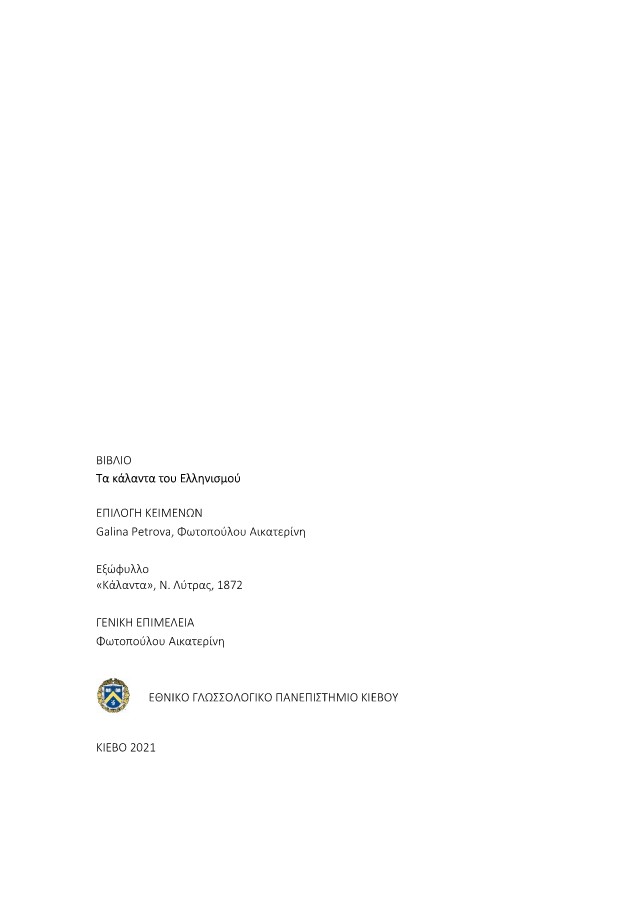 ΒΙΒΛΙΟ
Τα κάλαντα του Ελληνισμού
ΕΠΙΛΟΓΗ ΚΕΙΜΕΝΩΝ
Galina Petrova, Φωτοπούλου Αικατερίνη
Εξώφυλλο
«Κάλαντα», Ν. Λύτρας, 1872
ΓΕΝΙΚΗ ΕΠΙΜΕΛΕΙΑ
Φωτοπούλου Αικατερίνη
ΕΘΝΙΚΟ ΓΛΩΣΣΟΛΟΓΙΚΟ ΠΑΝΕΠΙΣΤΗΜΙΟ ΚΙΕΒΟΥ
ΚΙΕΒΟ 2021